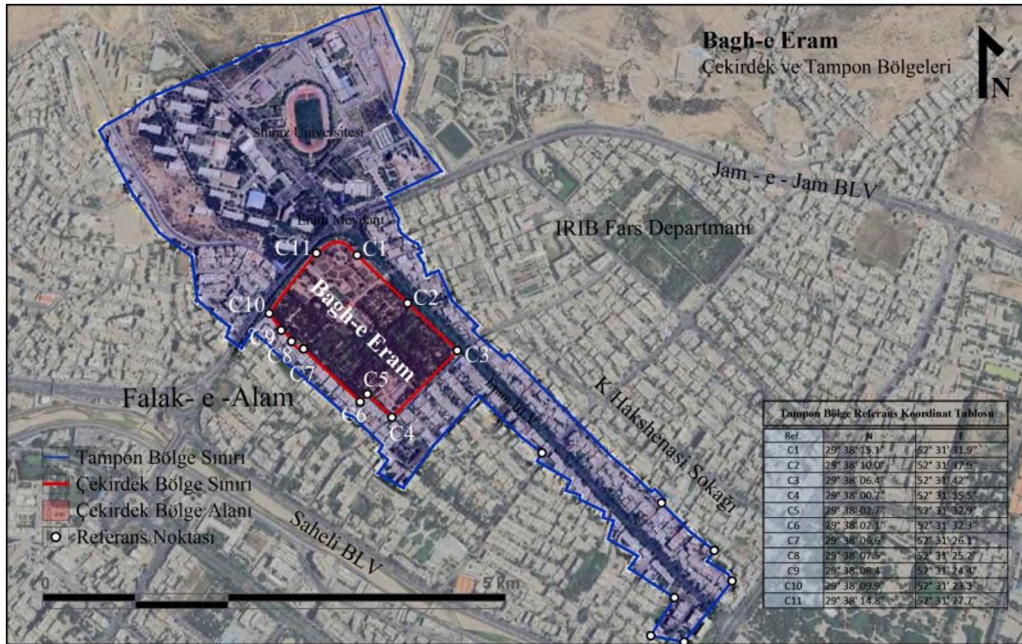 Bagh-e Eram
Çekirdek ve Tampon Bölgeleri
N
Shiraz Üniversitesi
Jam - e - Jam BLV
Eram Meydanı
IRIB Fars Departmanı
C11
C1
C10
C2
Bagh-e Eram
C9
C8
C3
C7
C5
C6
C4
K Hakshenasi Sokağı
Falak- e -Alam
Tampon Bölge Sınırı
Çekirdek Bölge Sınırı
Çekirdek Bölge Alanı
Referans Noktası
Saheli BLV
0
5 km
Tampon Bölge Referans Koordinat Tablosu
Ref. N E
C1 29° 38' 15.1" 52° 31' 31.9"
C2 29° 38' 10.0" 52° 31' 37.9"
C3 29° 38' 06.4" 52° 31' 42"
C4 29° 38' 00.7" 52° 31' 35.5"
C5 29° 38' 02.7" 52° 31' 32.9"
C6 29° 38' 02.1" 52° 31' 32.3"
C7 29° 38' 06.6" 52° 31' 26.1"
C8 29° 38' 07.5" 52° 31' 25.2"
C9 29° 38' 08.4" 52° 31' 24.4"
C10 29° 38' 09.9" 52° 31' 23.3"
C11 29° 38' 14.8" 52° 31' 27.7"